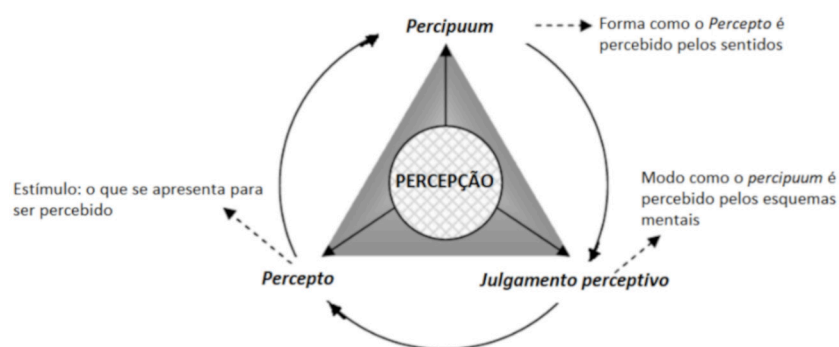 Percipuum
Forma como o Percepto é
percebido pelos sentidos
PERCEPÇÃO
Estímulo: o que se apresenta para
ser percebido
Modo como o percipuum é
percebido pelos esquemas
mentais
Percepto
Julgamento perceptivo